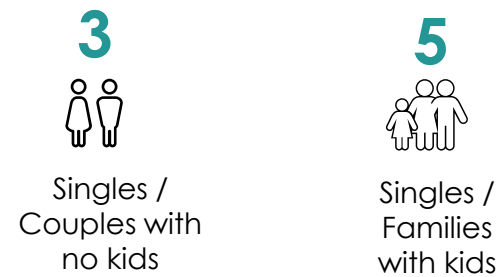 3
Singles /
Couples with
no kids
5
Singles /
Families
with kids